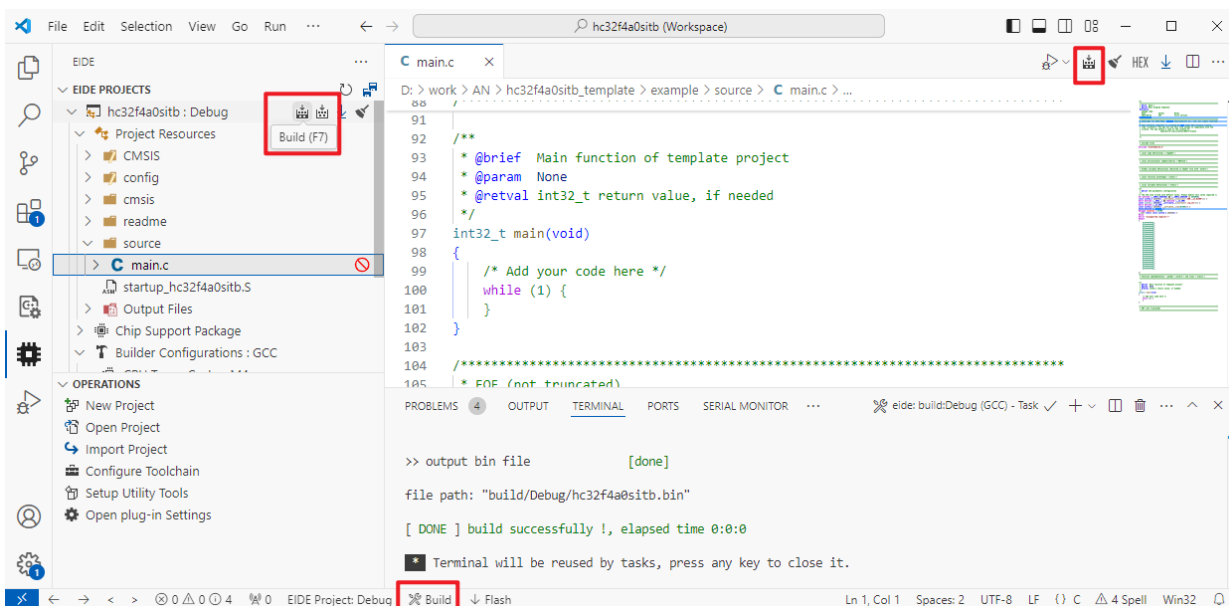 File Edit Selection View Go Run ··· ← → hc32f4a0sitb (Workspace)
EIDE ···
EIDE PROJECTS
hc32f4a0sitb : Debug
Build (F7)
Project Resources
CMSIS
config
cmsis
readme
source
C main.c
startup_hc32f4a0sitb.S
Output Files
Chip Support Package
Builder Configurations : GCC
OPERATIONS
New Project
Open Project
Import Project
Configure Toolchain
Setup Utility Tools
Open plug-in Settings
1
1
C main.c ×
HEX
D: > work > AN > hc32f4a0sitb_template > example > source > C main.c > ...
88
91
92 /**
93 * @brief Main function of template project
94 * @param None
95 * @retval int32_t return value, if needed
96 */
97 int32_t main(void)
98 {
99 /* Add your code here */
100 while (1) {
101 }
102 }
103
104 /*******************************************************************************
105 * EOF (not truncated)
PROBLEMS 4 OUTPUT TERMINAL PORTS SERIAL MONITOR ··· eide: build:Debug (GCC) - Task ✓
>> output bin file [done]
file path: "build/Debug/hc32f4a0sitb.bin"
[ DONE ] build successfully !, elapsed time 0:0:0
* Terminal will be reused by tasks, press any key to close it.
← → < > 0 0 4 0 EIDE Project: Debug Build Flash Ln 1, Col 1 Spaces: 2 UTF-8 LF {} C 4 Spell Win32